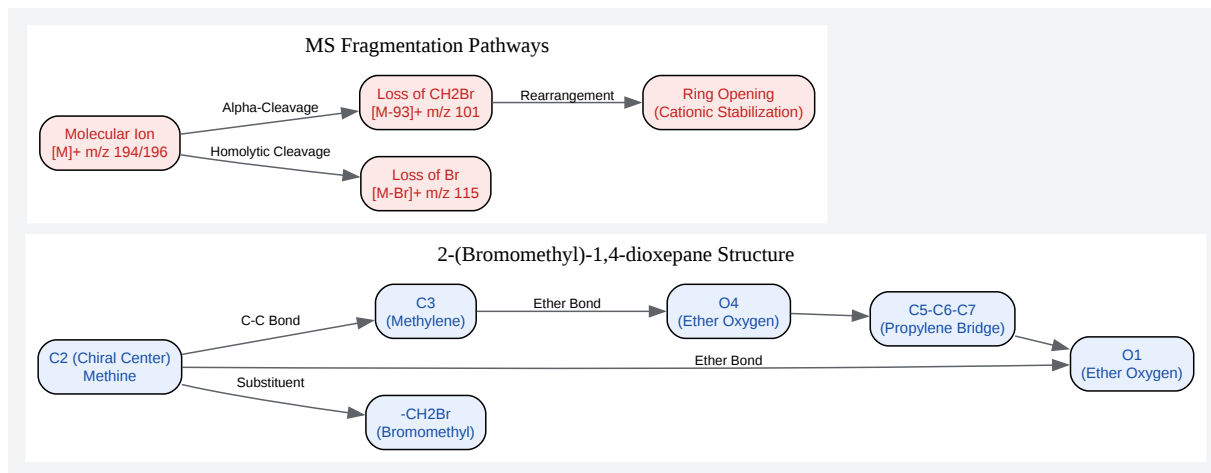 MS Fragmentation Pathways
Molecular Ion
[M]+ m/z 194/196
Alpha-Cleavage
Homolytic Cleavage
Loss of CH2Br
[M-93]+ m/z 101
Rearrangement
Ring Opening
(Cationic Stabilization)
Loss of Br
[M-Br]+ m/z 115
2-(Bromomethyl)-1,4-dioxepane Structure
C2 (Chiral Center)
Methine
C-C Bond
Ether Bond
Substituent
C3
(Methylene)
Ether Bond
O4
(Ether Oxygen)
C5-C6-C7
(Propylene Bridge)
O1
(Ether Oxygen)
-CH2Br
(Bromomethyl)